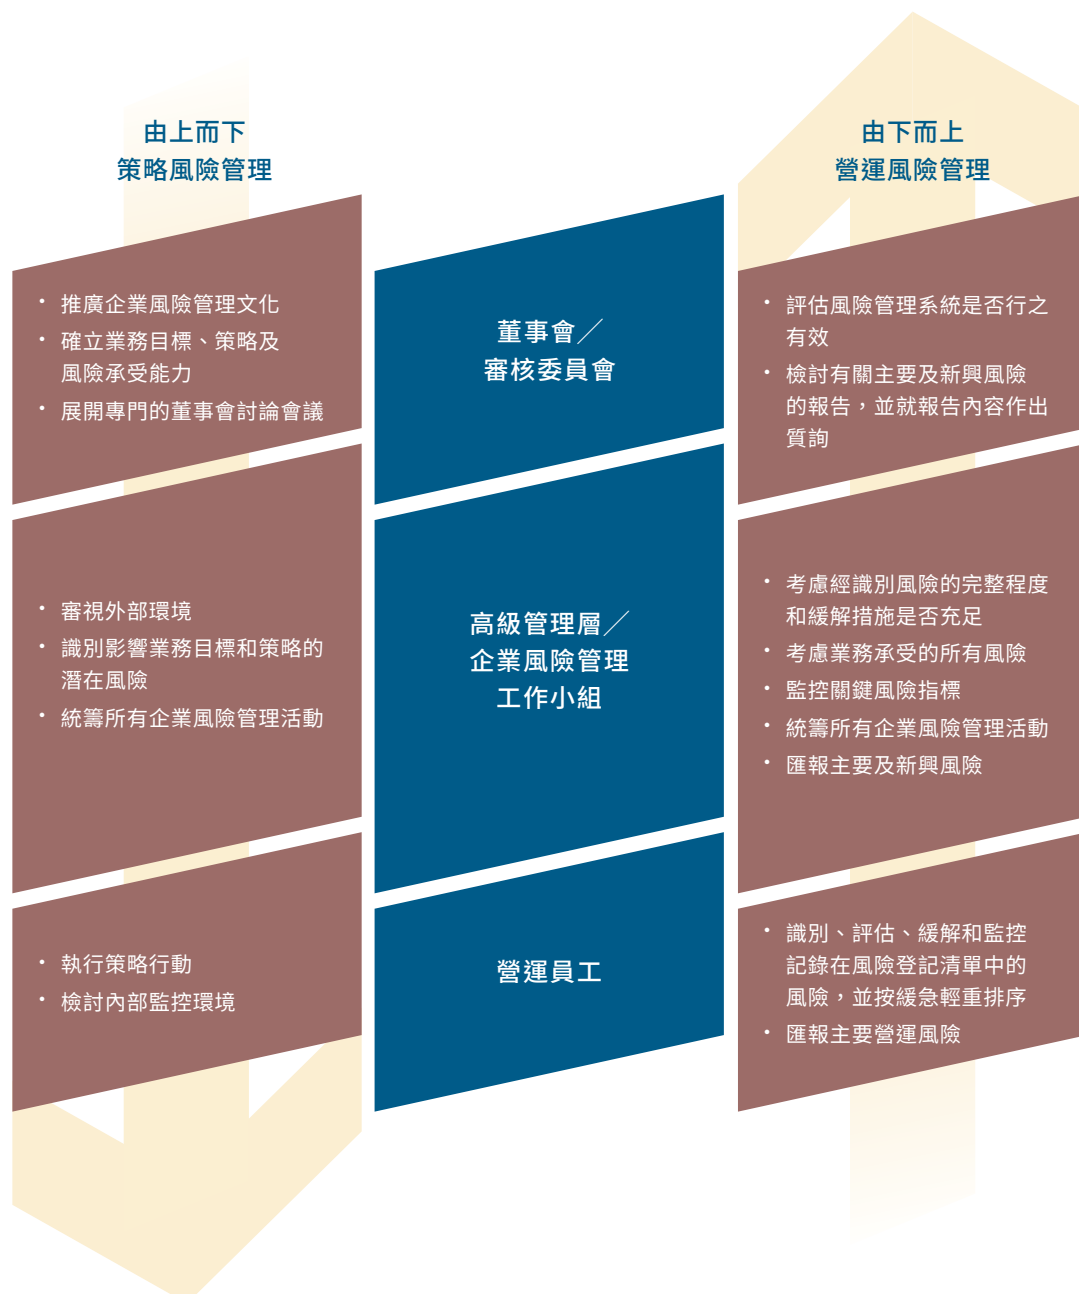 由上而下
策略風險管理
由下而上
營運風險管理
• 推廣企業風險管理文化
• 確立業務目標、策略及
風險承受能力
• 展開專門的董事會討論會議
董事會／
審核委員會
• 評估風險管理系統是否行之
有效
• 檢討有關主要及新興風險
的報告，並就報告內容作出
質詢
• 審視外部環境
• 識別影響業務目標和策略的
潛在風險
• 統籌所有企業風險管理活動
高級管理層／
企業風險管理
工作小組
• 考慮經識別風險的完整程度
和緩解措施是否充足
• 考慮業務承受的所有風險
• 監控關鍵風險指標
• 統籌所有企業風險管理活動
• 匯報主要及新興風險
• 執行策略行動
• 檢討內部監控環境
營運員工
• 識別、評估、緩解和監控
記錄在風險登記清單中的
風險，並按緩急輕重排序
• 匯報主要營運風險